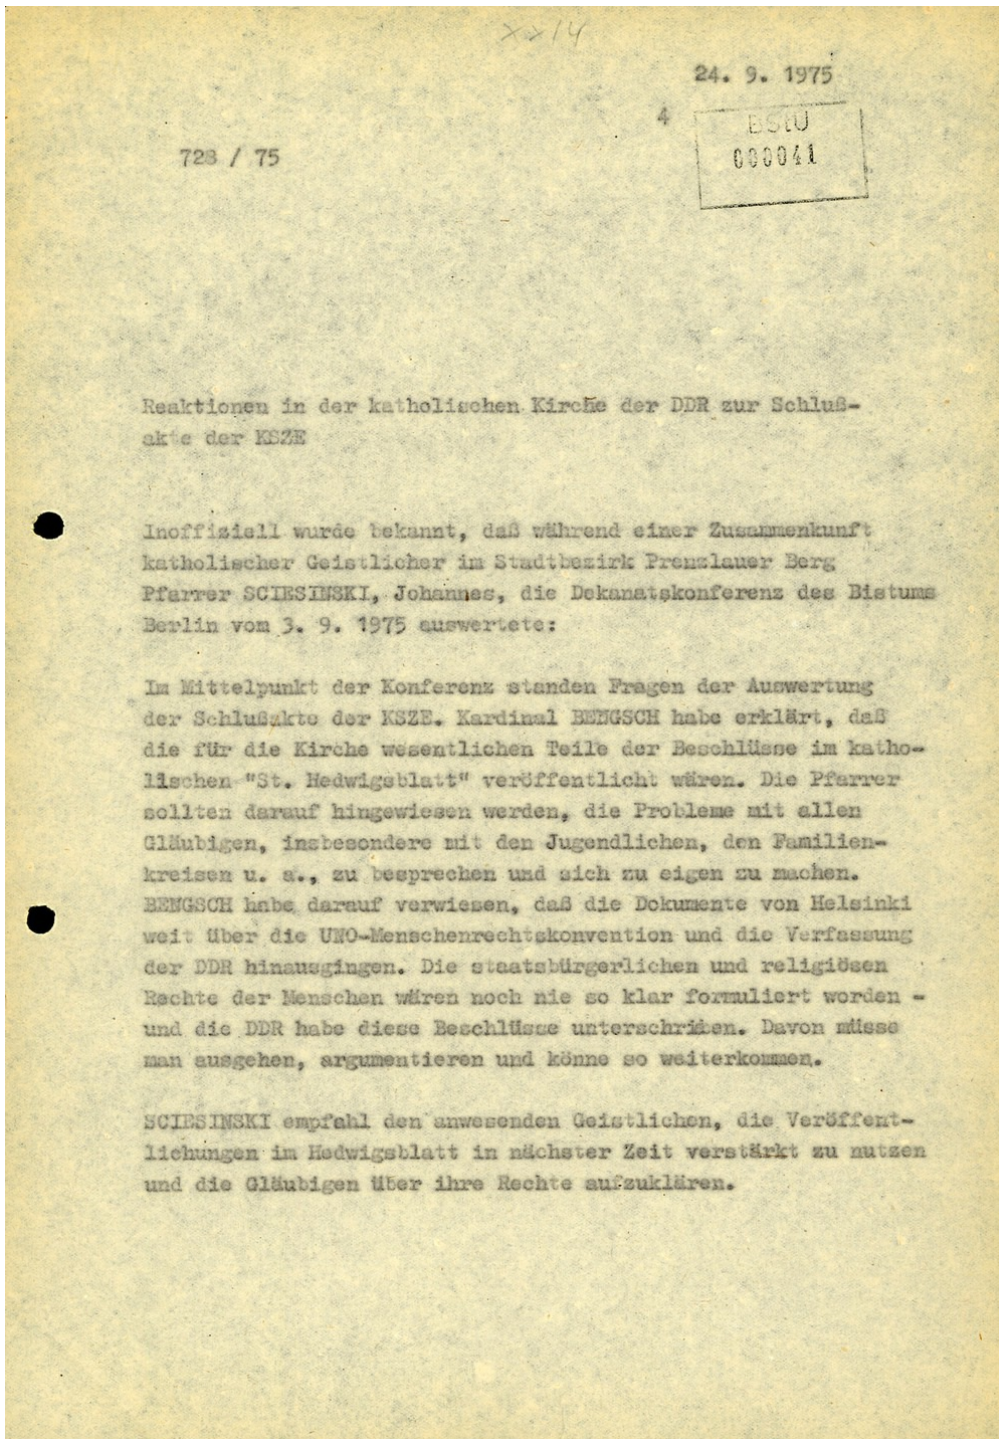 XX14
24. 9. 1975
4
BStU
000041
728 / 75
Reaktionen in der katholischen Kirche der DDR zur Schluß-
akte der KSZE
Inoffiziell wurde bekannt, daß während einer Zusammenkunft
katholischer Geistlicher im Stadtbezirk Prenzlauer Berg
Pfarrer SCIESINSKI, Johannes, die Dekanatskonferenz des Bistums
Berlin vom 3. 9. 1975 auswertete:
Im Mittelpunkt der Konferenz standen Fragen der Auswertung
der Schlußakte der KSZE. Kardinal BENGSCH habe erklärt, daß
die für die Kirche wesentlichen Teile der Beschlüsse im katho-
lischen "St. Hedwigsblatt" veröffentlicht wären. Die Pfarrer
sollten darauf hingewiesen werden, die Probleme mit allen
Gläubigen, insbesondere mit den Jugendlichen, den Familien-
kreisen u. a., zu besprechen und sich zu eigen zu machen.
BENGSCH habe darauf verwiesen, daß die Dokumente von Helsinki
weit über die UNO-Menschenrechtskonvention und die Verfassung
der DDR hinausgingen. Die staatsbürgerlichen und religiösen
Rechte der Menschen wären noch nie so klar formuliert worden -
und die DDR habe diese Beschlüsse unterschrieben. Davon müsse
man ausgehen, argumentieren und könne so weiterkommen.
SCIESINSKI empfahl den anwesenden Geistlichen, die Veröffent-
lichungen im Hedwigsblatt in nächster Zeit verstärkt zu nutzen
und die Gläubigen über ihre Rechte aufzuklären.